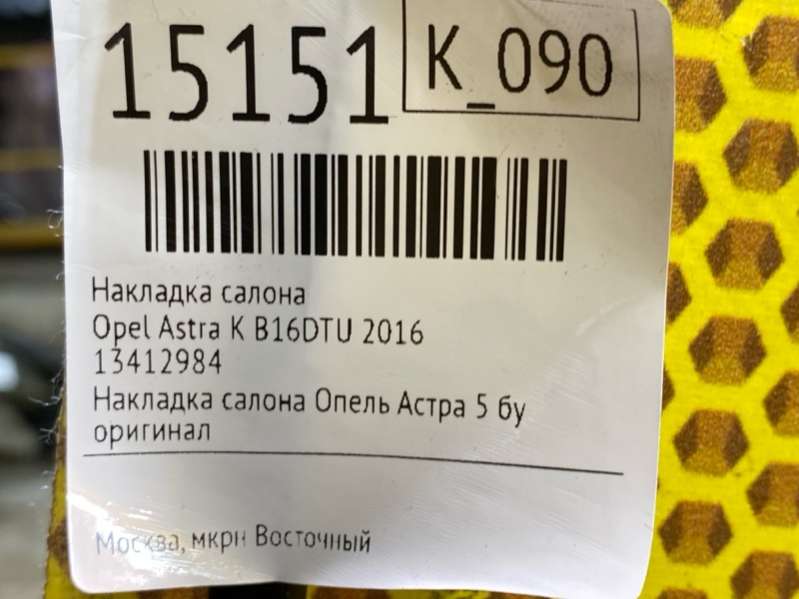 15151
K_090
Накладка салона
Opel Astra K B16DTU 2016
13412984
Накладка салона Опель Астра 5 бу
оригинал
Москва, мкрн Восточный